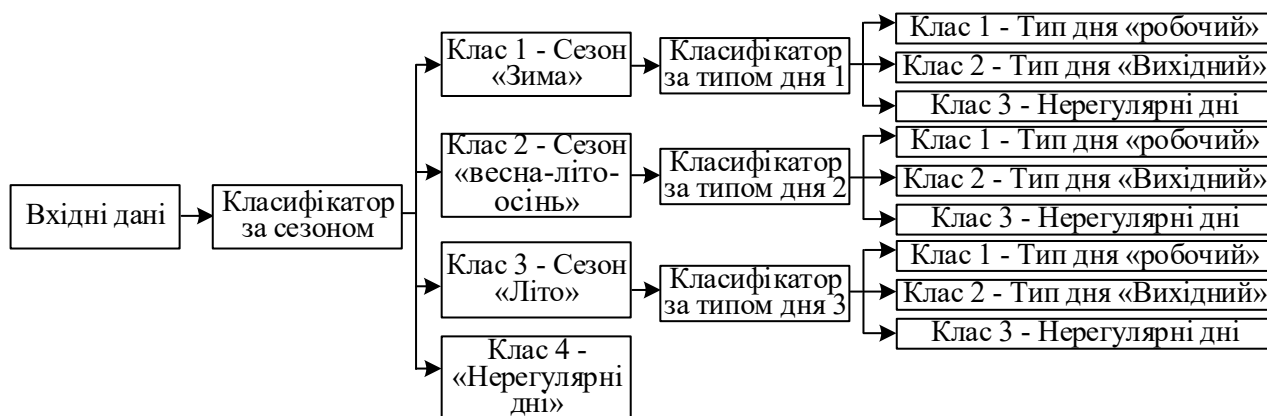 Вхідні дані
Класифікатор
за сезоном
Клас 1 - Сезон
«Зима»
Клас 2 - Сезон
«весна-літо-
осінь»
Клас 3 - Сезон
«Літо»
Клас 4 -
«Нерегулярні
дні»
Класифікатор
за типом дня 1
Класифікатор
за типом дня 2
Класифікатор
за типом дня 3
Клас 1 - Тип дня «робочий»
Клас 2 - Тип дня «Вихідний»
Клас 3 - Нерегулярні дні
Клас 1 - Тип дня «робочий»
Клас 2 - Тип дня «Вихідний»
Клас 3 - Нерегулярні дні
Клас 1 - Тип дня «робочий»
Клас 2 - Тип дня «Вихідний»
Клас 3 - Нерегулярні дні